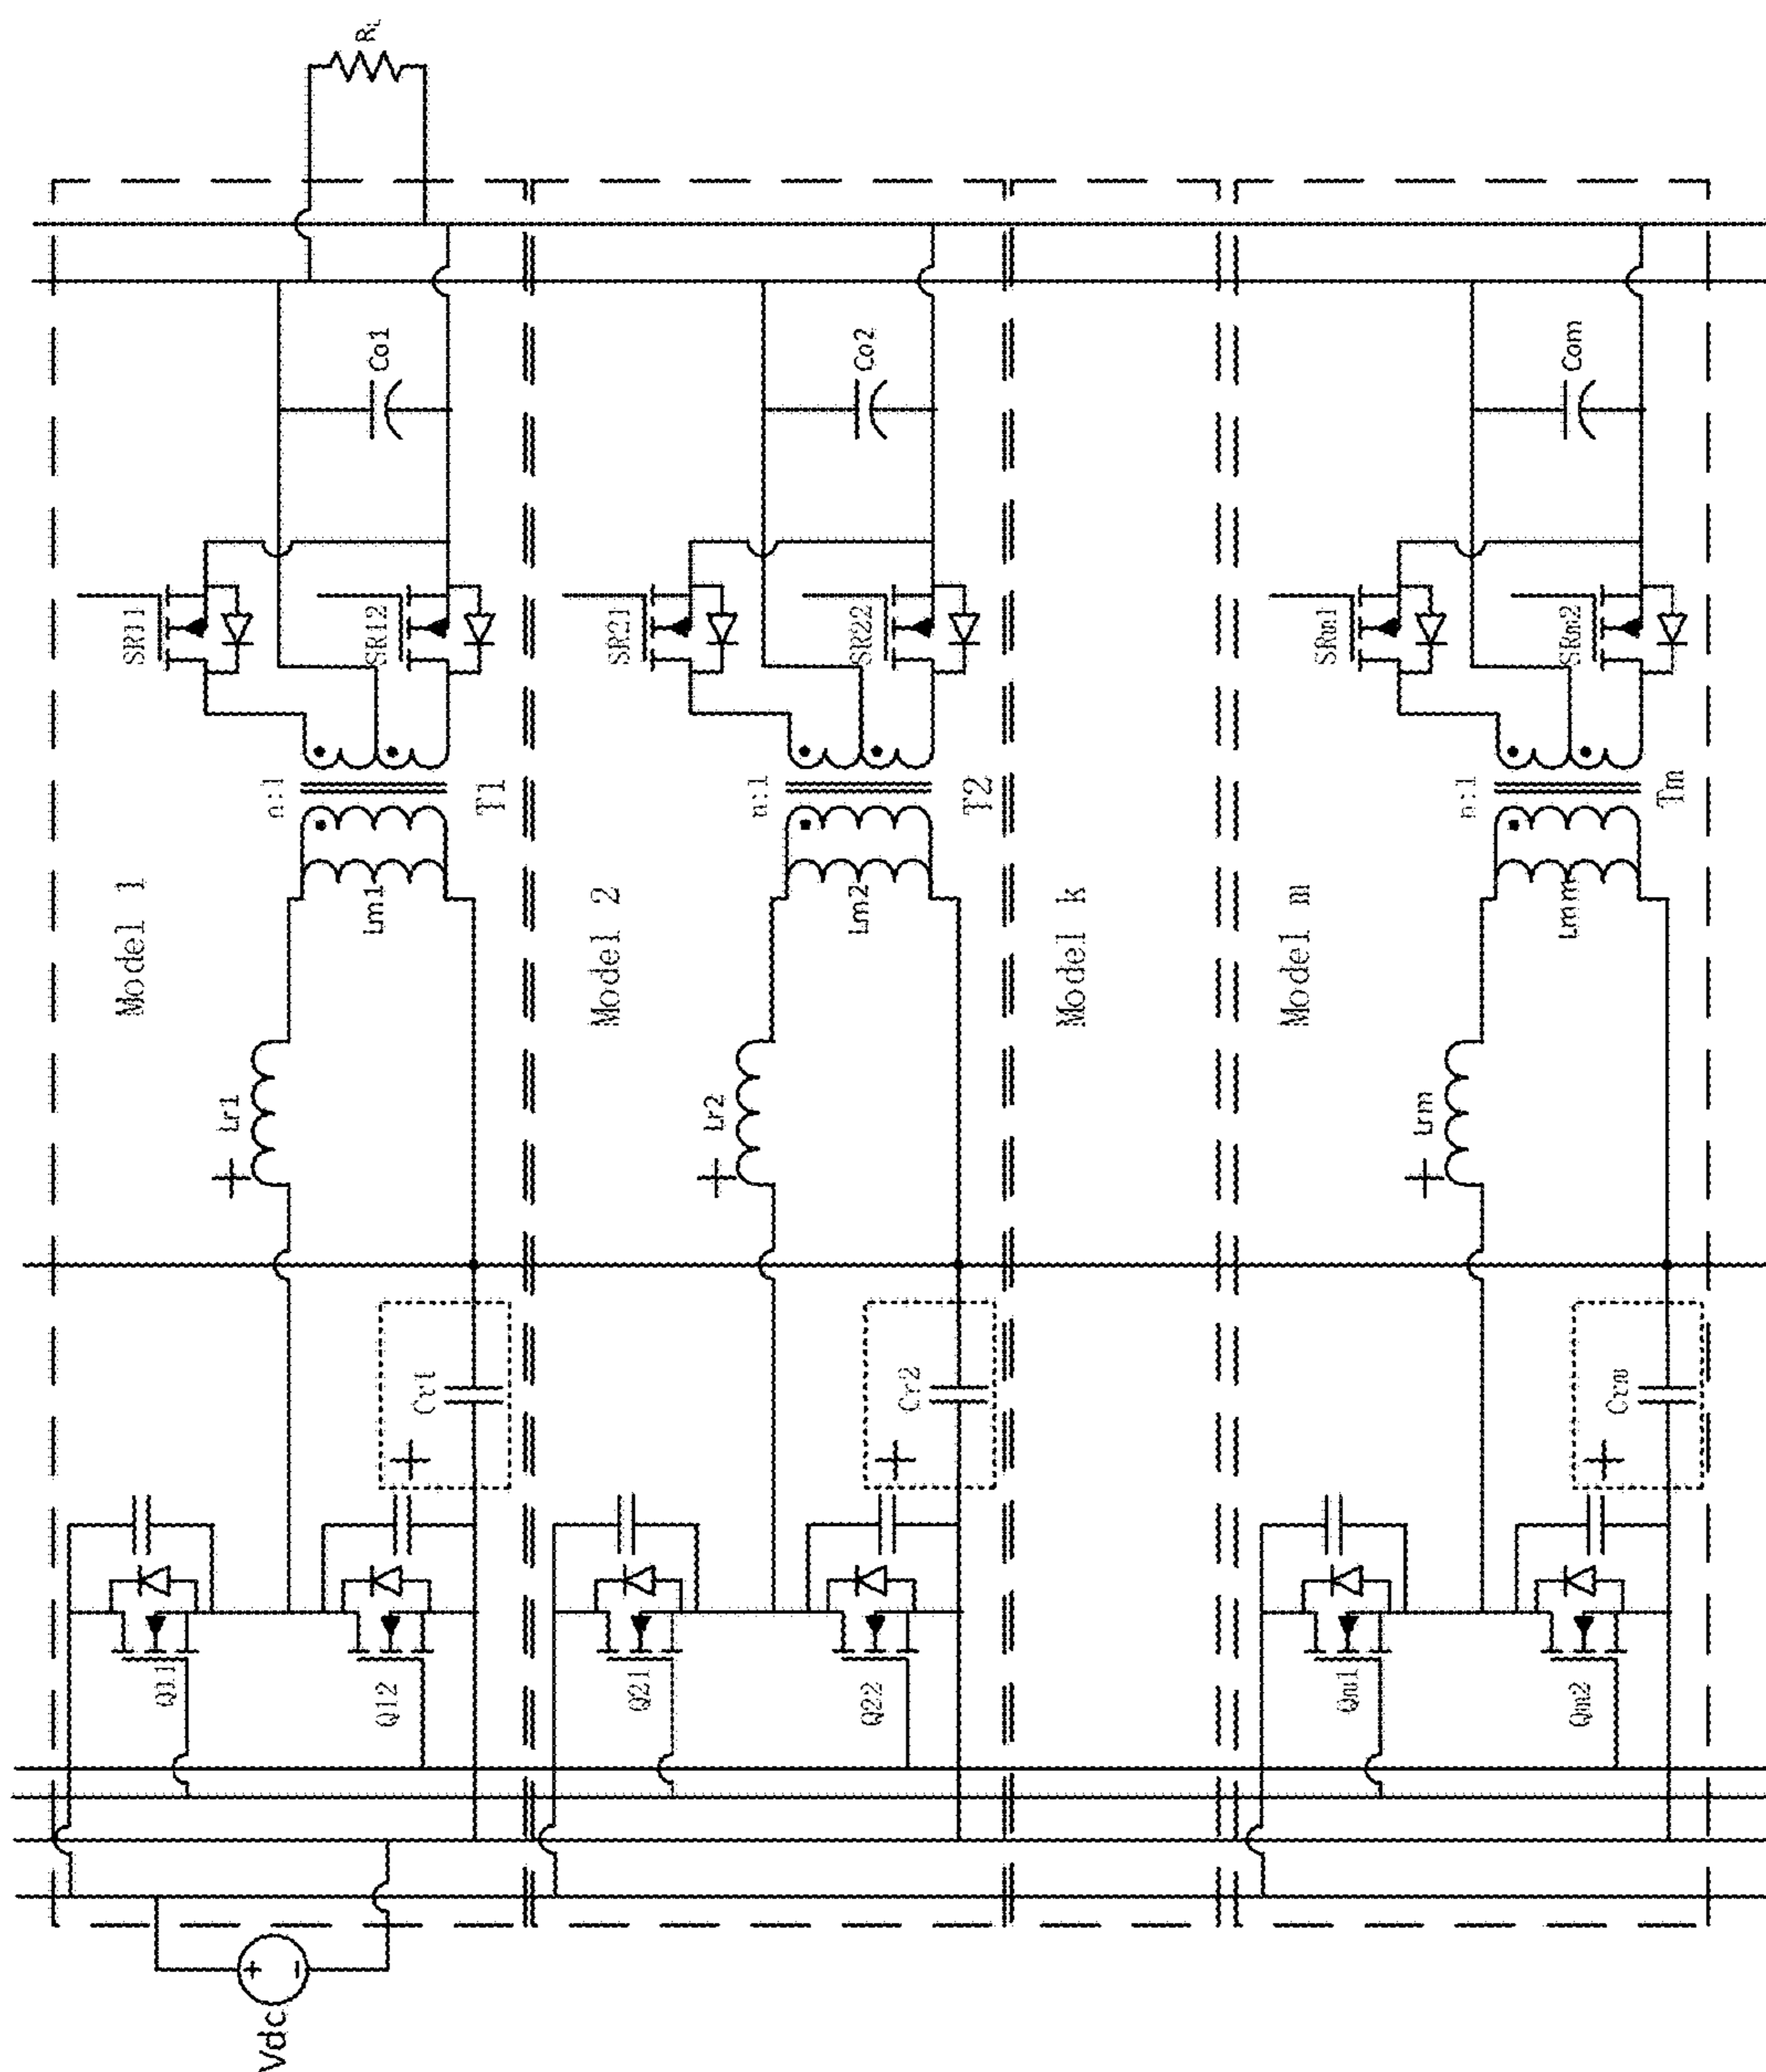 Vdc
Model 1
Q11
Q12
Cr1
Lr1
Lm1
n:1
T1
SR11
SR12
Co1
Model 2
Q21
Q22
Cr2
Lr2
Lm2
n:1
T2
SR21
SR22
Co2
Model k
Model m
Qm1
Qm2
Crm
Lrm
Lmm
n:1
Tm
SRm1
SRm2
Com